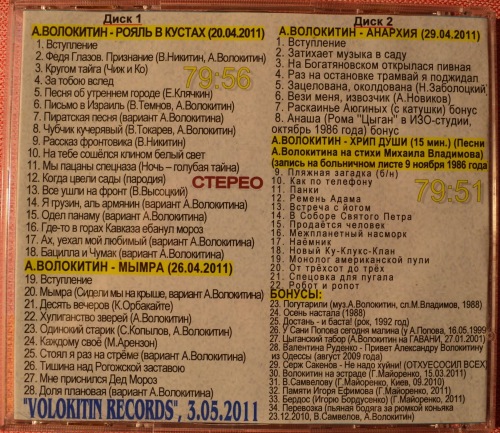 Диск 1
А.ВОЛОКИТИН - РОЯЛЬ В КУСТАХ (20.04.2011)
1. Вступление
2. Федя Глазов. Признание (В.Никитин, А.Волокитин)
3. Кругом тайга (Чиж и Ко)
4. За тобою вслед
79:56
5. Песня об утреннем городе (Е.Клячкин)
6. Письмо в Израиль (В.Темнов, А.Волокитин)
7. Пиратская песня (вариант А.Волокитина)
8. Чубчик кучерявый (В.Токарев, А.Волокитин)
9. Рассказ фронтовика (В.Никитин)
10. На тебе сошёлся клином белый свет
11. Мы пацаны спецназа (Ночь – голубая тайна)
12. Когда цвели сады (пародия)
СТЕРЕО
13. Все ушли на фронт (В.Высоцкий)
14. Я грузин, аль армянин (вариант А.Волокитина)
15. Одел панаму (вариант А.Волокитина)
16. Где-то в горах Кавказа ебанул мороз
17. Ах, уехал мой любимый (вариант А.Волокитина)
18. Бацилла и Чумак (вариант А.Волокитина)
А.ВОЛОКИТИН - МЫМРА (26.04.2011)
19. Вступление
20. Мымра (Сидели мы на крыше, вариант А.Волокитина)
21. Десять вечеров (К.Орбакайте)
22. Хулиганство зверей (А.Волокитин)
23. Одинокий старик (С.Копылов, А.Волокитин)
24. Каждому своё (М.Арензон)
25. Стоял я раз на стрёме (вариант А.Волокитина)
26. Тишина над Рогожской заставою
27. Мне приснился Дед Мороз
28. Доля плановая (вариант А.Волокитина)
"VOLOKITIN RECORDS", 3.05.2011
Диск 2
А.ВОЛОКИТИН - АНАРХИЯ (29.04.2011)
1. Вступление
2. Затихает музыка в саду
3. На Богатяновском открылася пивная
4. Раз на остановке трамвай я поджидал
5. Зацелована, околдована (Н.Заболоцкий)
6. Вези меня, извозчик (А.Новиков)
7. Раскаяние Аюгиных (с катушки) бонус
8. Анаша (Рома "Цыган" в ИЗО-студии,
октябрь 1986 года) бонус
А.ВОЛОКИТИН - ХРИП ДУШИ (15 мин.) (Песни
А.Волокитина на стихи Михаила Владимова)
(запись на больничном листе 9 ноября 1986 года
9. Пляжная загадка (б/н)
10. Как по телефону
11. Панки
79:51
12. Ремень Адама
13. Встреча с йогом
14. В Соборе Святого Петра
15. Продаётся человек
16. Межпланетный насморк
17. Наёмник
18. Новый Ку-Клукс-Клан
19. Монолог американской пули
20. От трёхсот до трёх
21. Спецовка для пугала
22. Робот и ропот
БОНУСЫ:
23. Погутарили (муз.А.Волокитин, сл.М.Владимов, 1988)
24. Осень настала (1988)
25. Достань, - и баста! (рок, 1992 год)
26. У Сани Попова сегодня малина (у А.Попова, 16.05.1999
27. Цыганский табор (А.Волокитин на ГАВАНИ, 27.01.2001)
28. Валентина Руденко - Привет Александру Волокитину
из Одессы (август 2009 года)
29. Серж Сакенов - Не надо хуйни! (ОТХУЕСОСИЛ ВСЕХ)
30. Волокитин на эстраде (Г.Майоренко, 15.03.2011)
31. В.Самвелову (Г.Майоренко, Киев, 09.2010)
32. Памяти Игоря Ефимова (Г.Майоренко, 2011)
33. Бердос (Игорю Бордусенко) (Г.Майоренко, 2011)
34. Перевозка (пьяная бодяга за рюмкой коньяка
23.12.2010, В.Самвелов, А.Волокитин)